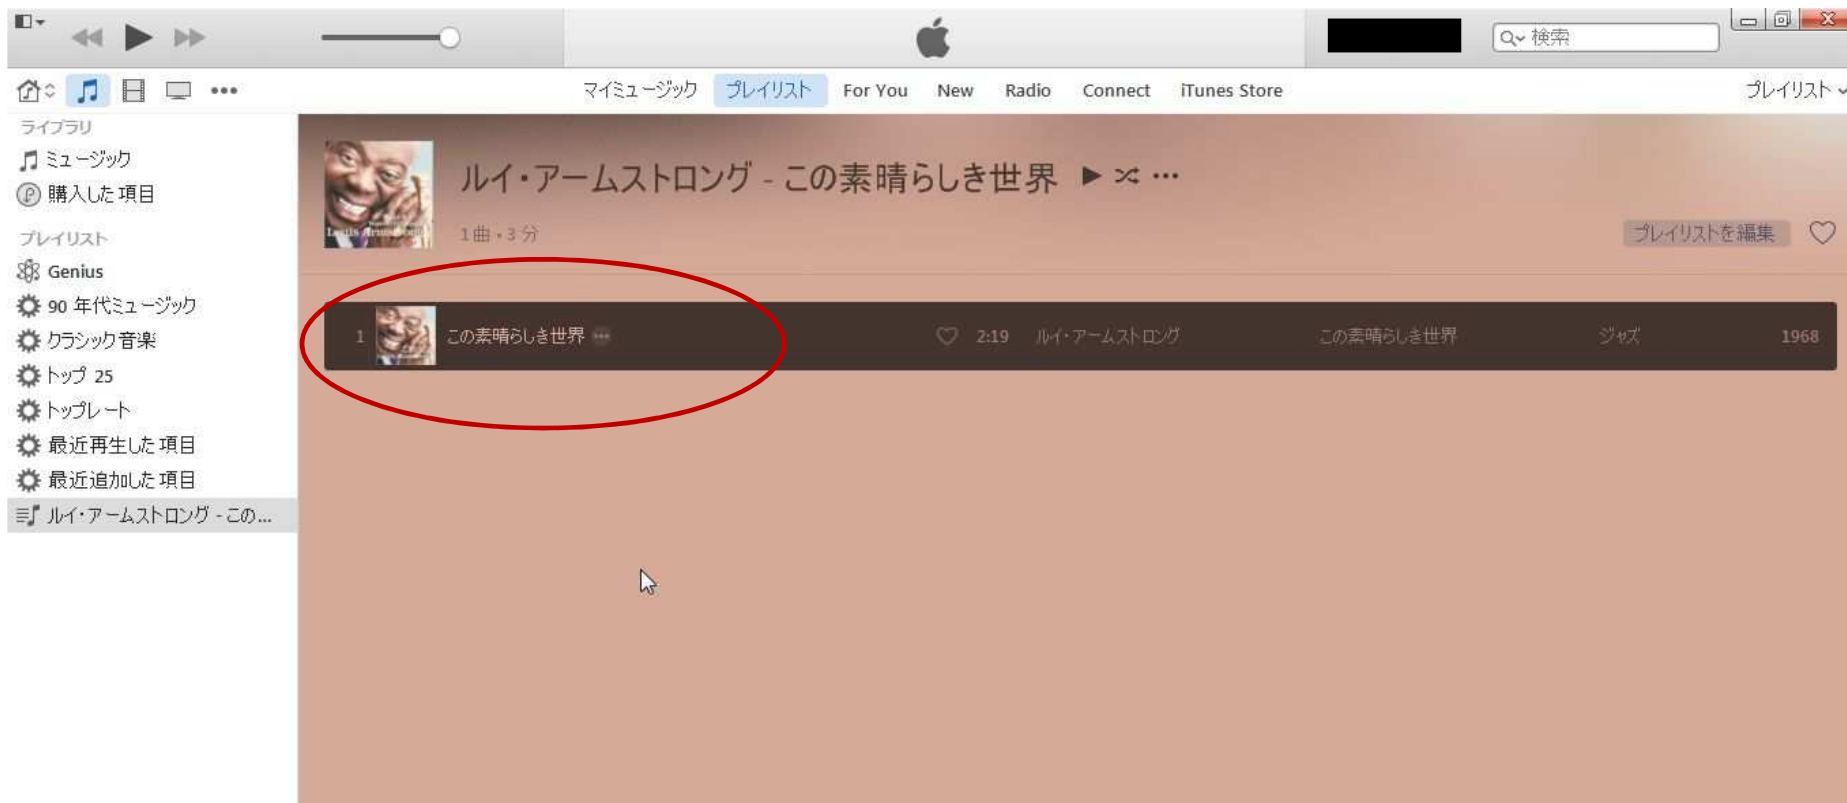 検索
マイミュージック プレイリスト For You New Radio Connect iTunes Store プレイリスト
ライブラリ
ミュージック
購入した項目
プレイリスト
Genius
90 年代ミュージック
クラシック音楽
トップ 25
トップレート
最近再生した項目
最近追加した項目
ルイ・アームストロング - この...
ルイ・アームストロング - この素晴らしき世界
1 曲・3 分
プレイリストを編集
1 この素晴らしき世界 2:19 ルイ・アームストロング この素晴らしき世界 ジャズ 1968